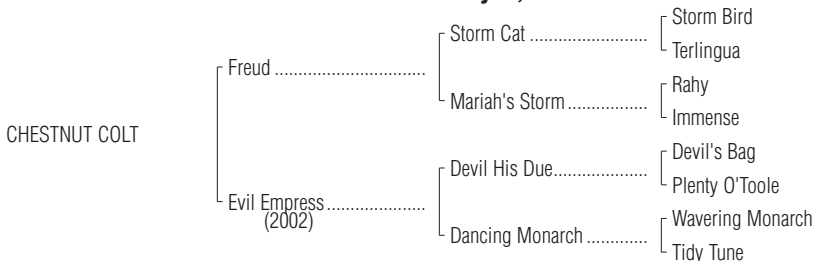 Storm Bird
Storm Cat ..........................
Terlingua
Freud ................................
Rahy
Mariah's Storm .................
Immense
CHESTNUT COLT
Devil's Bag
Devil His Due....................
Plenty O'Toole
Evil Empress .....................
(2002)
Wavering Monarch
Dancing Monarch .............
Tidy Tune